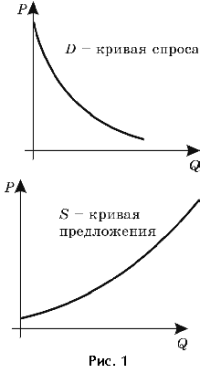 P
D – кривая спроса
Q
P
S – кривая
предложения
Q
Рис. 1